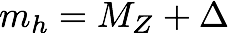 m_h = M_Z + Δ